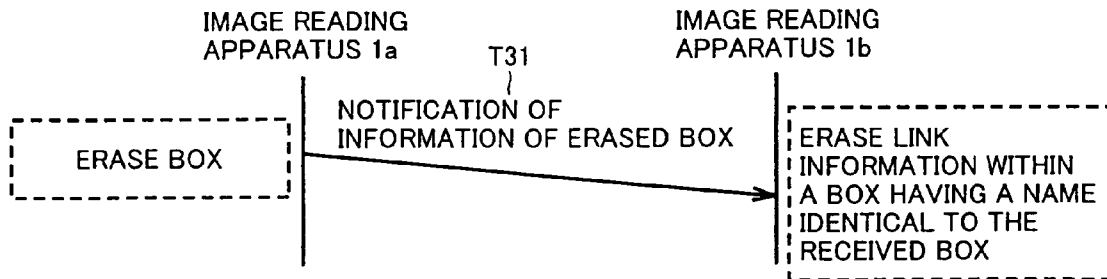 IMAGE READING
APPARATUS 1a
IMAGE READING
APPARATUS 1b
T31
NOTIFICATION OF
INFORMATION OF ERASED BOX
ERASE BOX
ERASE LINK
INFORMATION WITHIN
A BOX HAVING A NAME
IDENTICAL TO THE
RECEIVED BOX